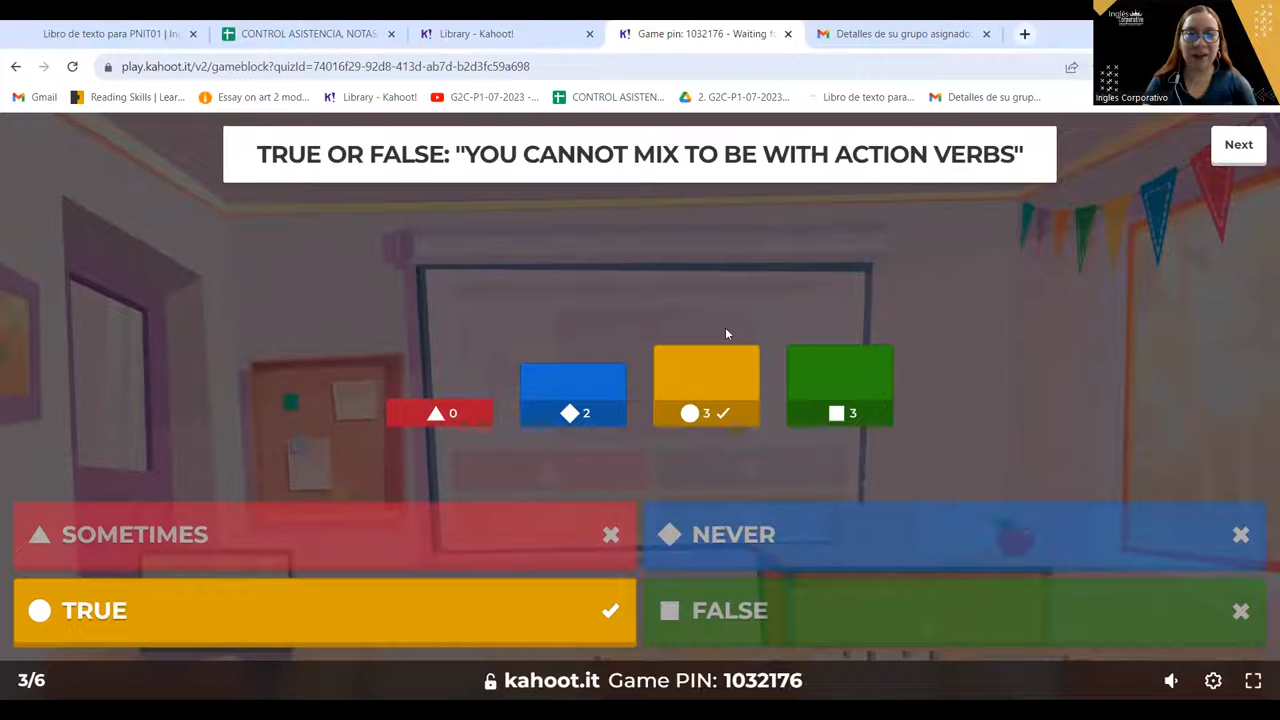 Libro de texto para PNIT01 | In
CONTROL ASISTENCIA, NOTAS
Library - Kahoot!
Game pin: 1032176 - Waiting fo
Detalles de su grupo asignado:
play.kahoot.it/v2/gameblock?quizId=74016f29-92d8-413d-ab7d-b2d3fc59e698
Gmail
Reading Skills | Lear...
Essay on art 2 mod...
Library - Kahoot!
G2C-P1-07-2023 -...
CONTROL ASISTEN...
2. G2C-P1-07-2023...
Libro de texto para...
Detalles de su grup...
Inglés
Corporativo
Ingles Corporativo
TRUE OR FALSE: "YOU CANNOT MIX TO BE WITH ACTION VERBS"
Next
0
2
3
3
SOMETIMES
NEVER
TRUE
FALSE
3/6
kahoot.it Game PIN: 1032176